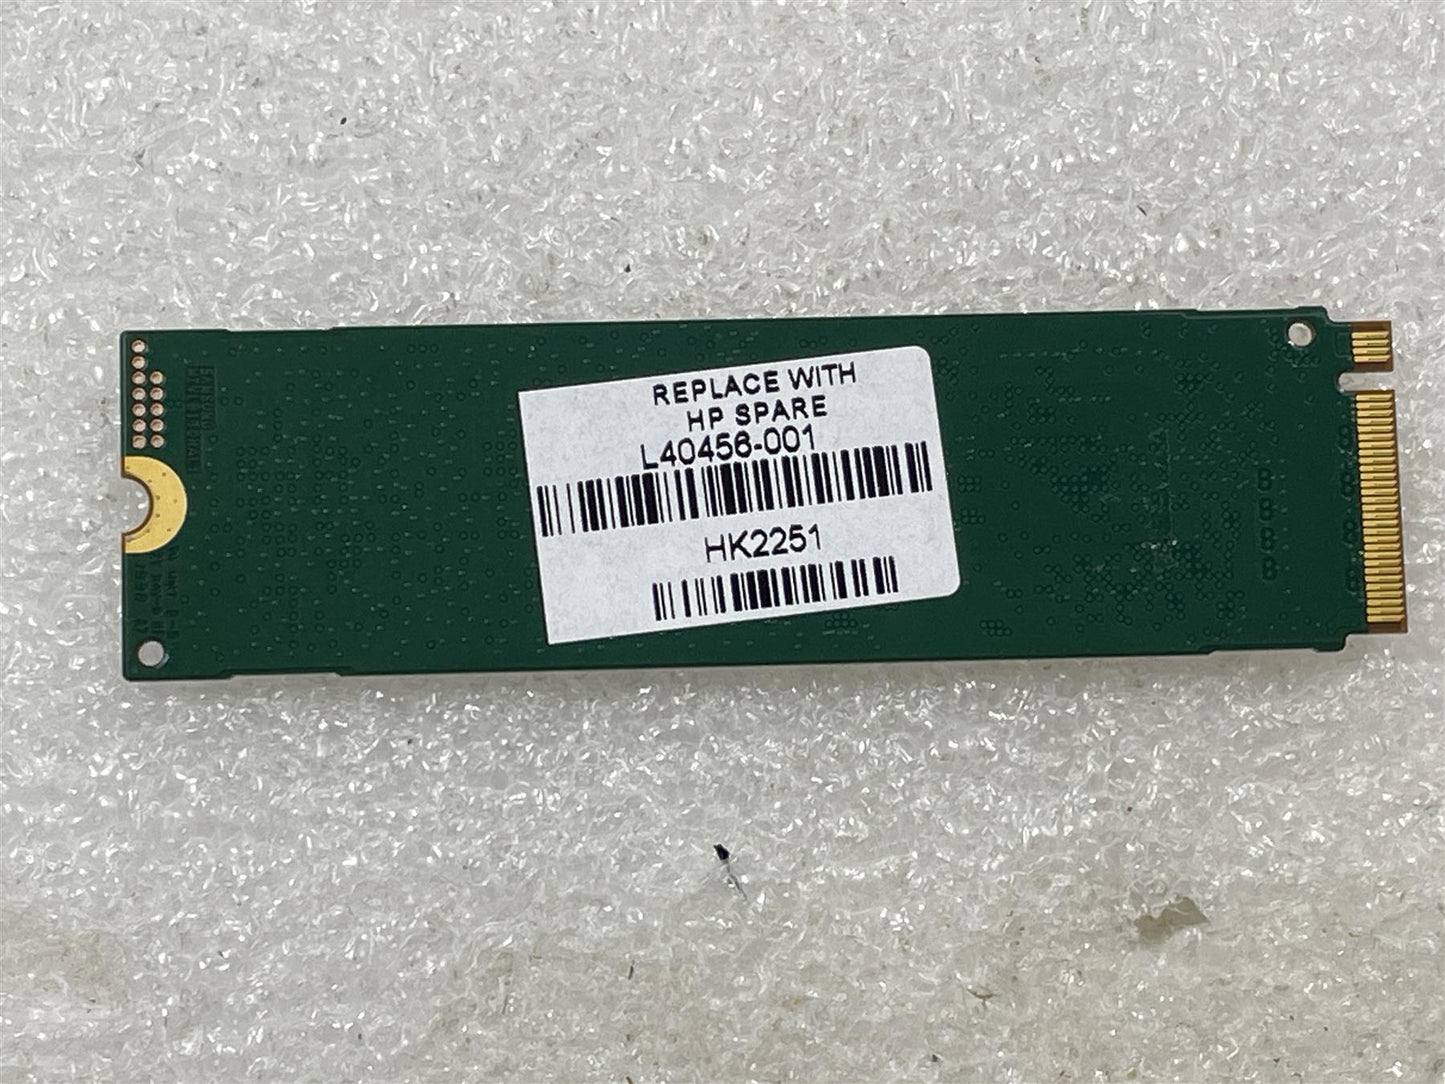 REPLACE WITH
HP SPARE
L40456-001
HK2251